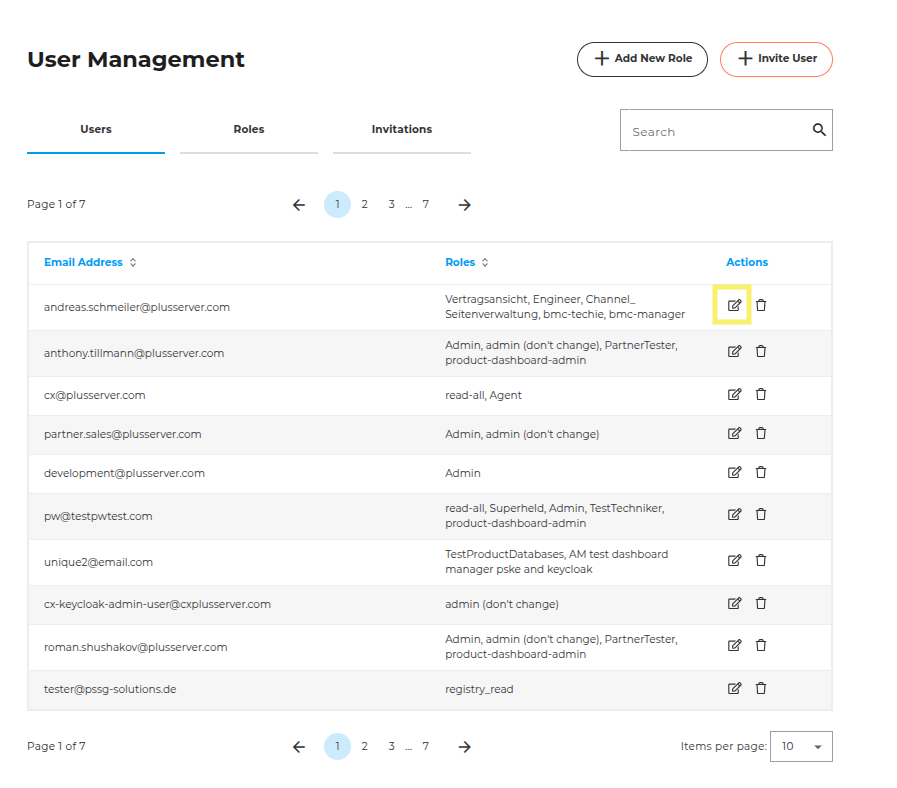 User Management
Add New Role
Invite User
Users
Roles
Invitations
Search
Page 1 of 7
1 2 3 ... 7
Email Address
Roles
Actions
andreas.schmeiler@plusserver.com
Vertragsansicht, Engineer, Channel_
Seitenverwaltung, bmc-techie, bmc-manager
anthony.tillmann@plusserver.com
Admin, admin (don't change), PartnerTester,
product-dashboard-admin
cx@plusserver.com
read-all, Agent
partner.sales@plusserver.com
Admin, admin (don't change)
development@plusserver.com
Admin
pw@testpwtest.com
read-all, Superheld, Admin, TestTechniker,
product-dashboard-admin
unique2@email.com
TestProductDatabases, AM test dashboard
manager pske and keycloak
cx-keycloak-admin-user@cxplusserver.com
admin (don't change)
roman.shushakov@plusserver.com
Admin, admin (don't change), PartnerTester,
product-dashboard-admin
tester@pssg-solutions.de
registry_read
Page 1 of 7
1 2 3 ... 7
Items per page: 10